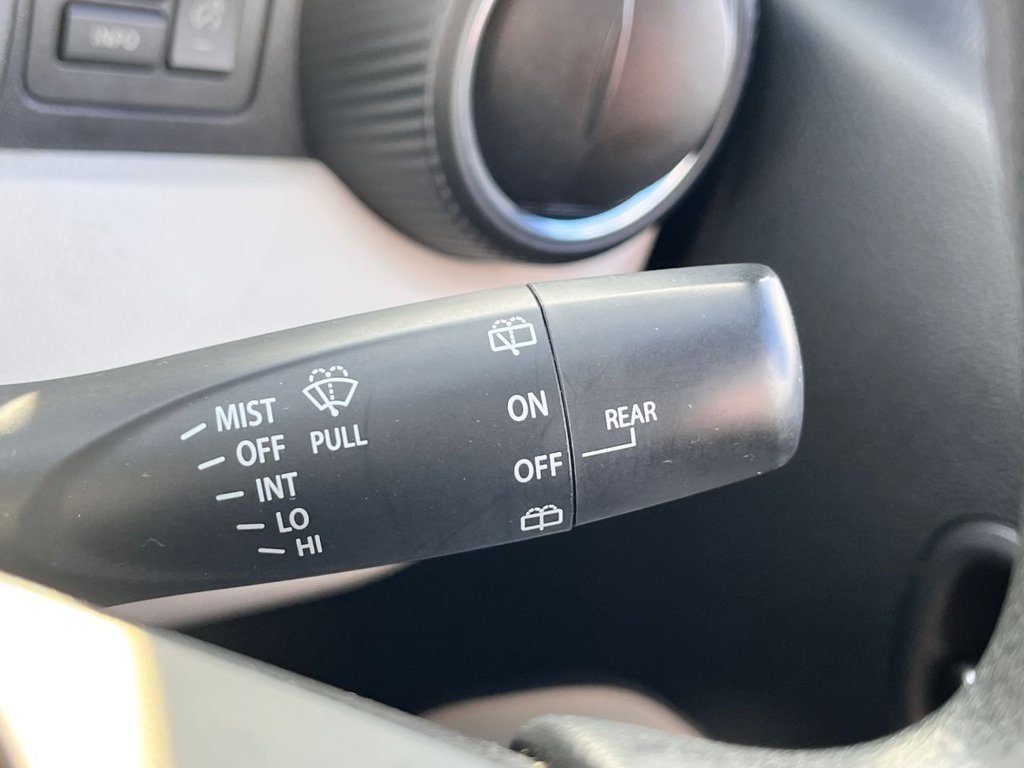 INFO
MIST
OFF
INT
LO
HI
PULL
ON
OFF
REAR